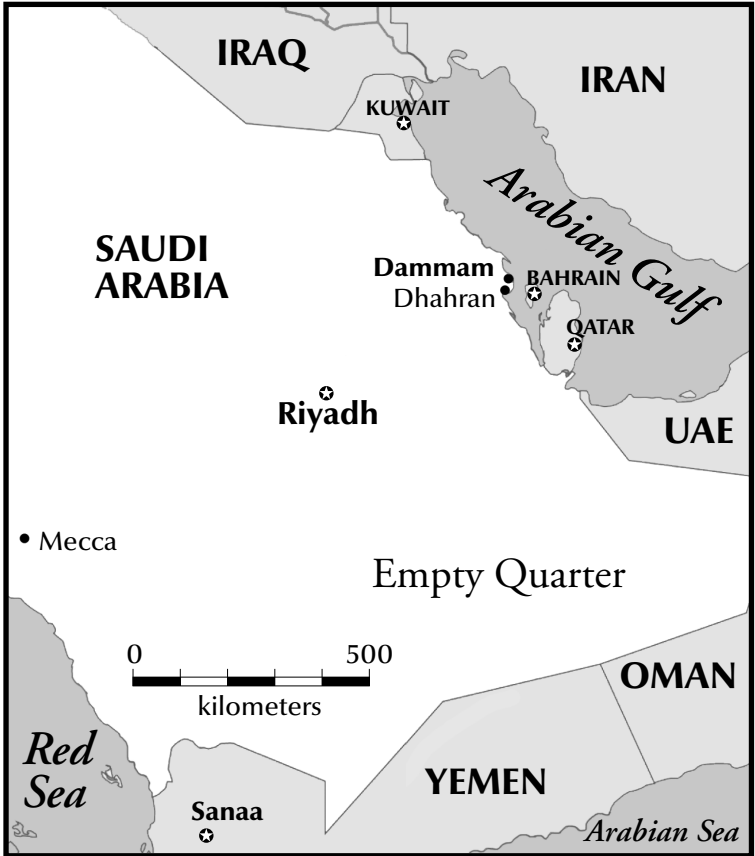 IRAQ
IRAN
KUWAIT
Arabian Gulf
SAUDI
ARABIA
Dammam
BAHRAIN
Dhahran
QATAR
Riyadh
UAE
Mecca
Empty Quarter
0 500
kilometers
OMAN
Red
Sea
YEMEN
Sanaa
Arabian Sea